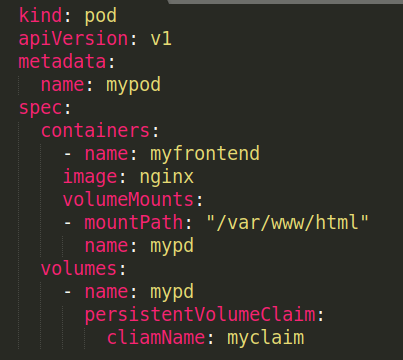 kind: pod
apiVersion: v1
metadata:
  name: mypod
spec:
  containers:
    - name: myfrontend
    image: nginx
    volumeMounts:
    - mountPath: "/var/www/html"
      name: mypd
  volumes:
    - name: mypd
      persistentVolumeClaim:
        cliamName: myclaim